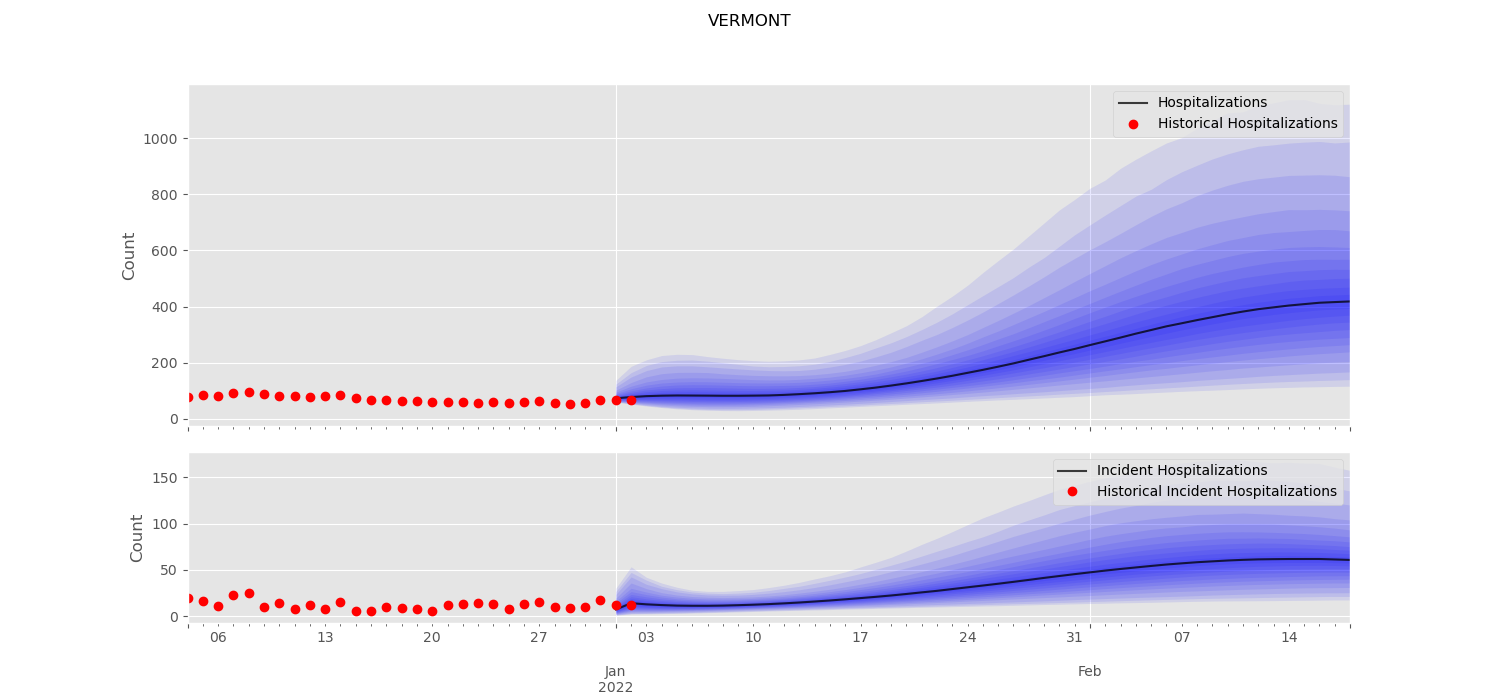 VERMONT
Hospitalizations
Historical Hospitalizations
1000
800
600
400
200
0
Count
Incident Hospitalizations
Historical Incident Hospitalizations
150
100
50
0
Count
06 13 20 27 03 10 17 24 31 07 14
Jan Feb
2022